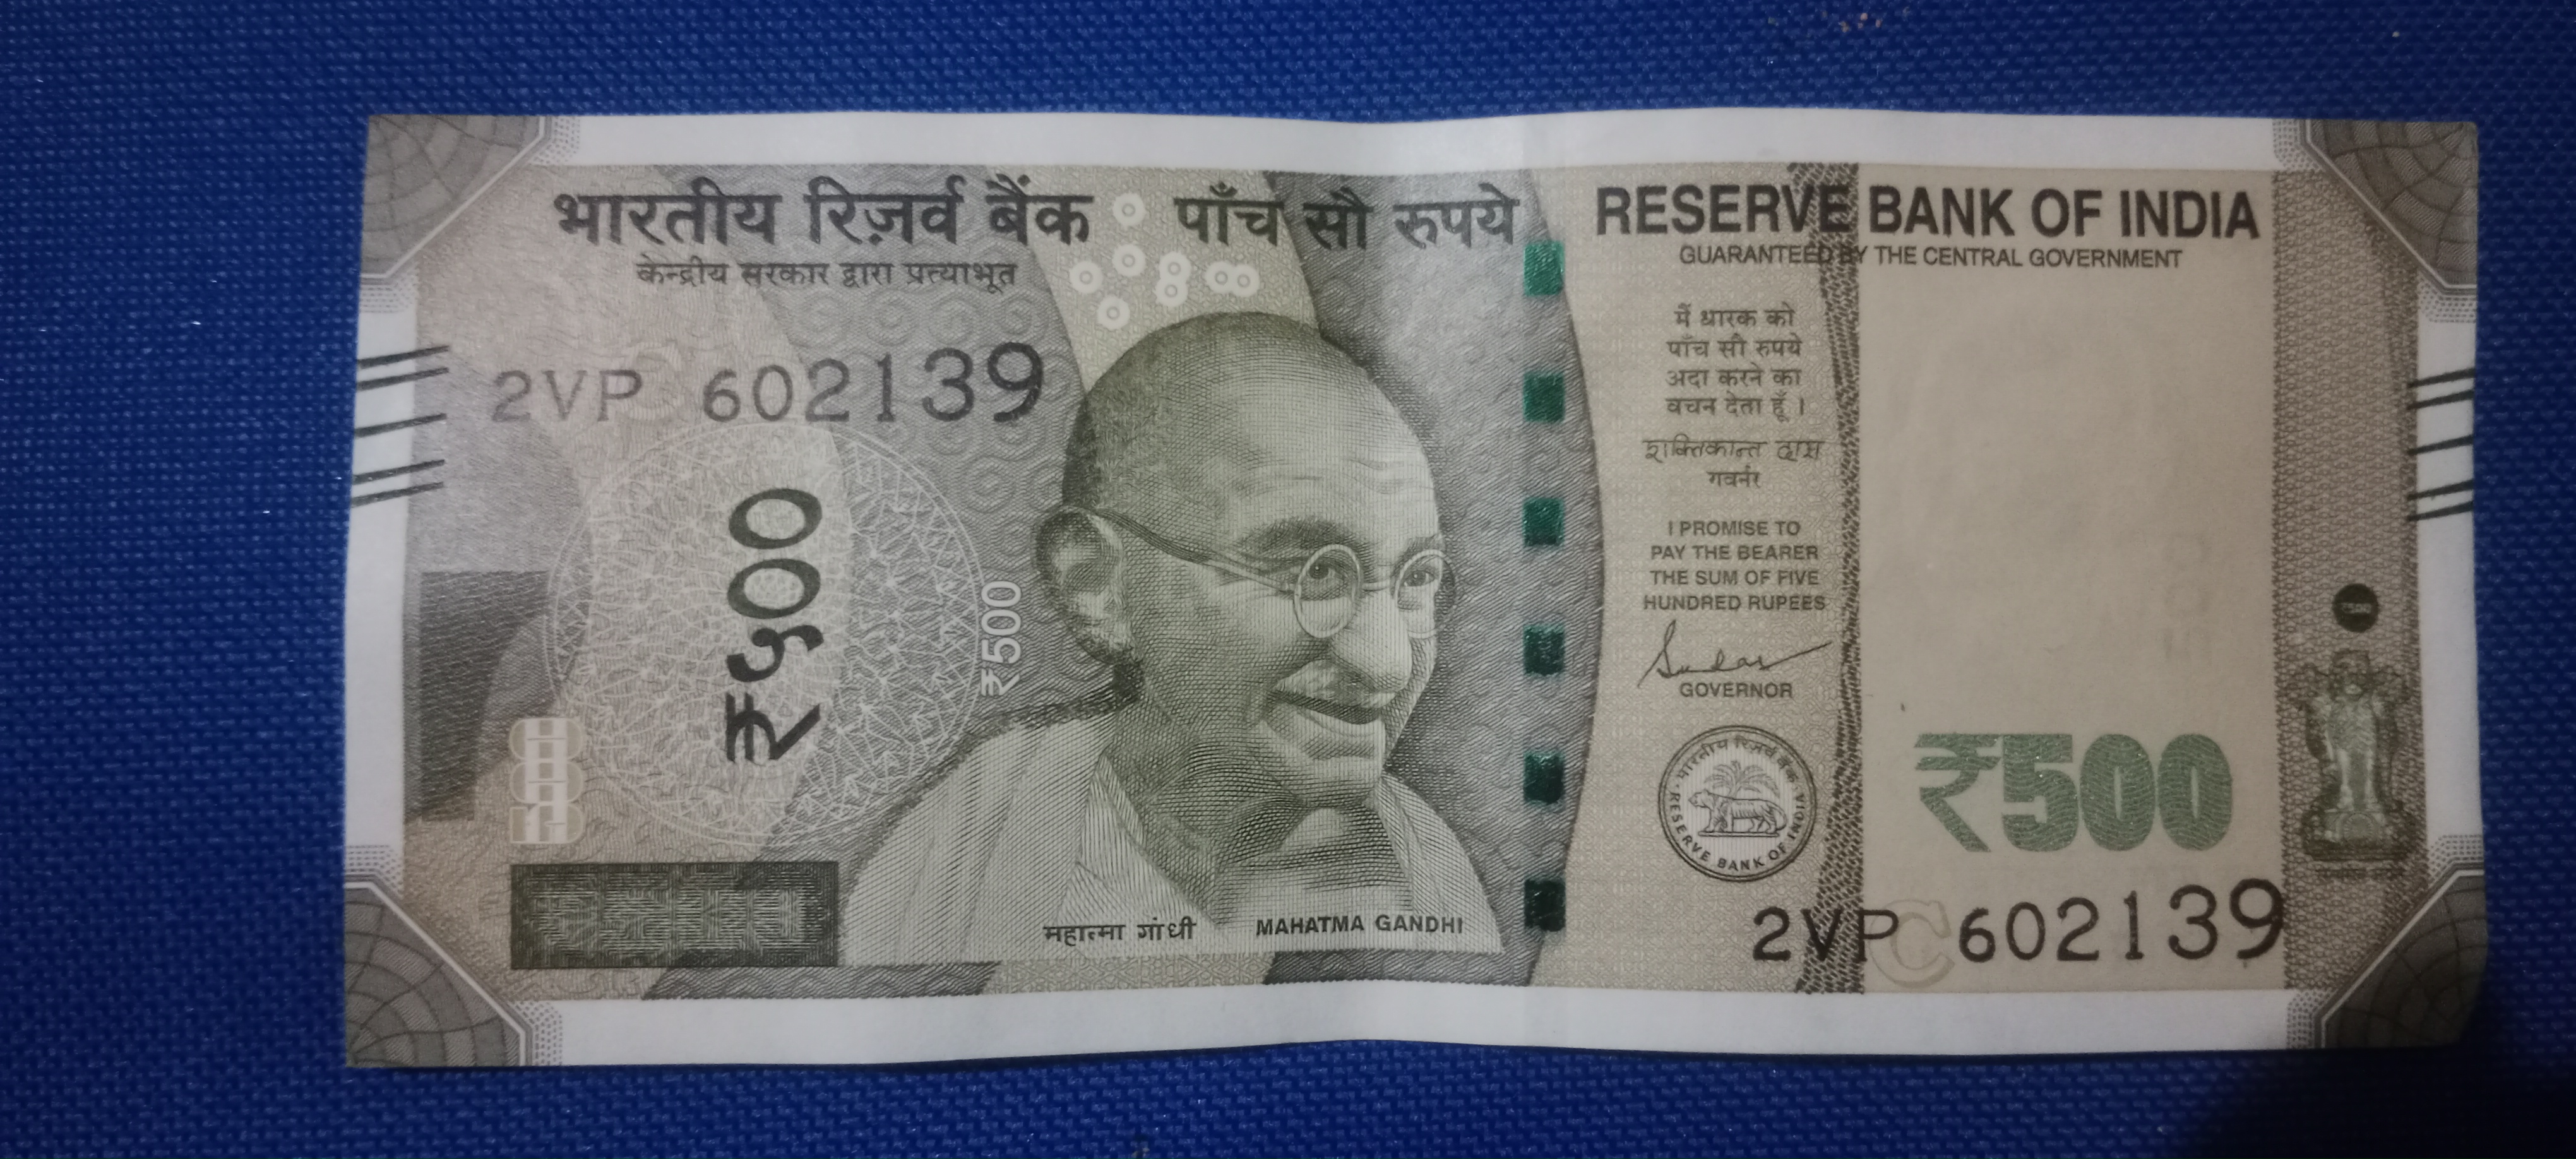 भारतीय रिज़र्व बैंक
केन्द्रीय सरकार द्वारा प्रत्याभूत
पाँच सौ रुपये
RESERVE BANK OF INDIA
GUARANTEED BY THE CENTRAL GOVERNMENT
2VP 602139
₹५००
₹500
मैं धारक को
पाँच सौ रुपये
अदा करने का
वचन देता हूँ ।
शक्तिकान्त दास
गवर्नर
I PROMISE TO
PAY THE BEARER
THE SUM OF FIVE
HUNDRED RUPEES
GOVERNOR
भारतीय रिज़र्व बैंक
RESERVE BANK OF INDIA
₹500
₹500
महात्मा गांधी MAHATMA GANDHI
2VP C 602139